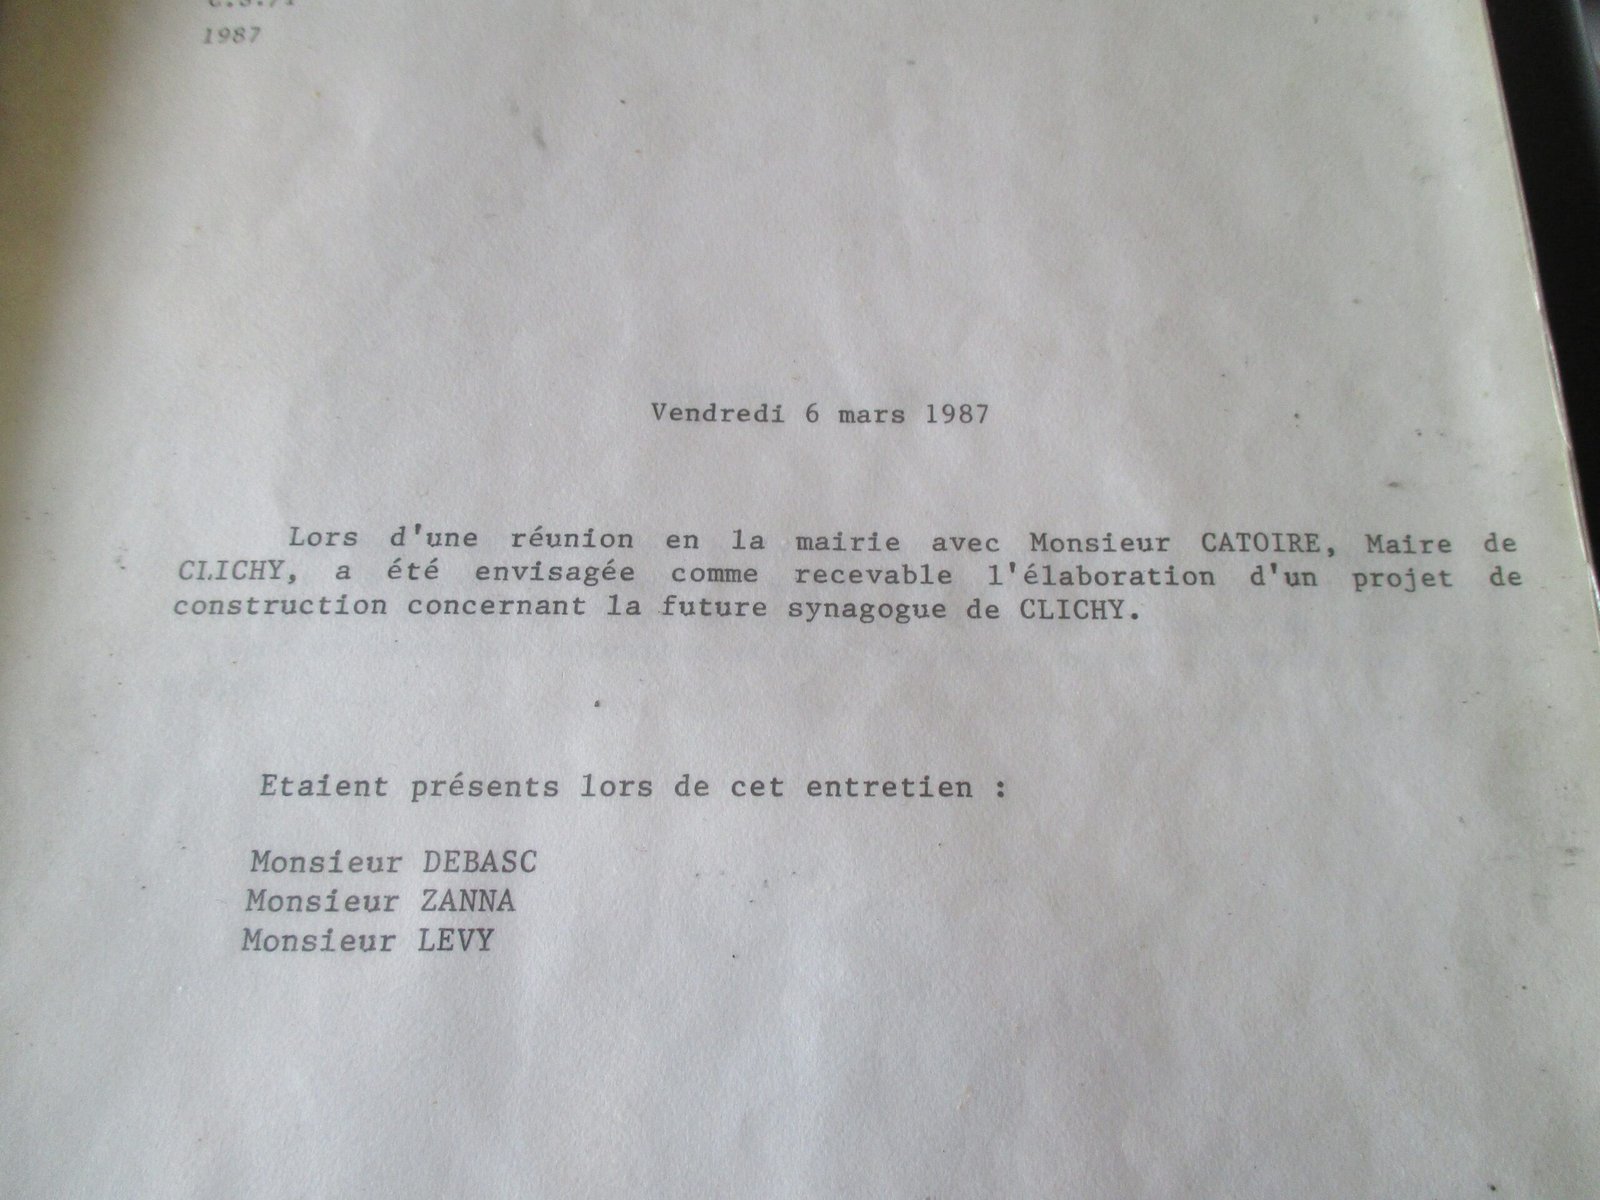 1987
Vendredi 6 mars 1987
Lors d'une réunion en la mairie avec Monsieur CATOIRE, Maire de
CLICHY, a été envisagée comme recevable l'élaboration d'un projet de
construction concernant la future synagogue de CLICHY.
Etaient présents lors de cet entretien :
Monsieur DEBASC
Monsieur ZANNA
Monsieur LEVY